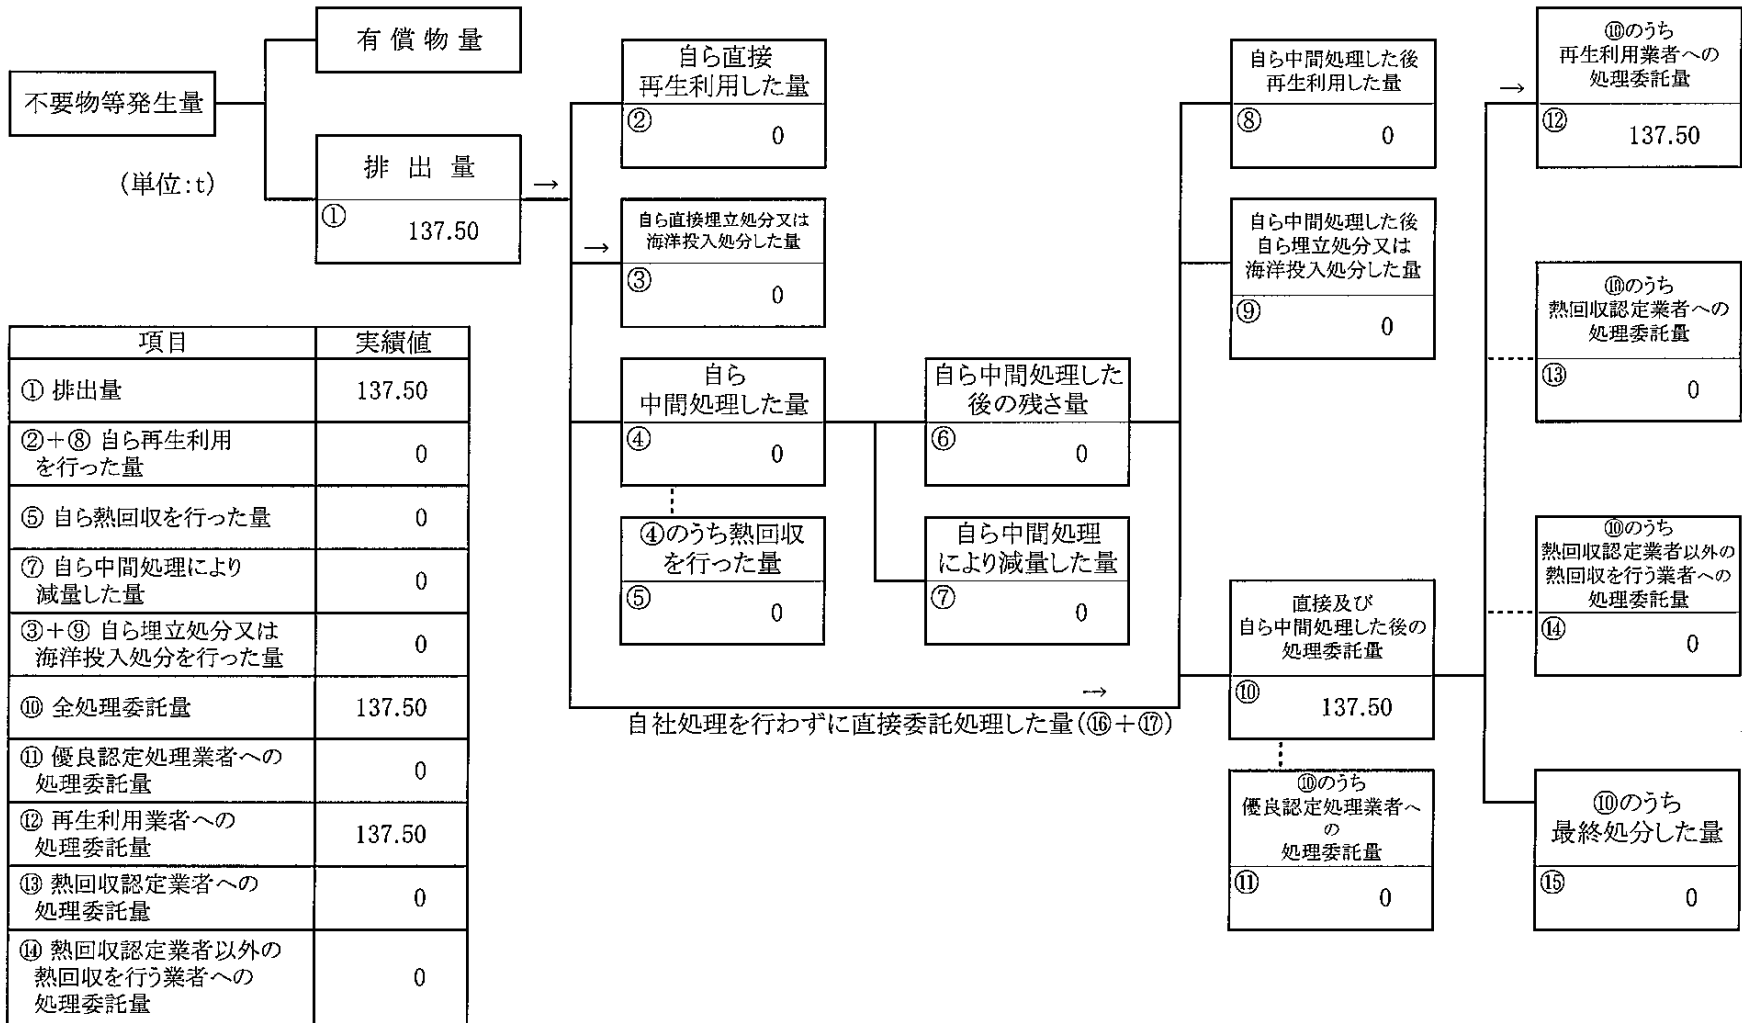 有償物量
不要物等発生量
(単位:t)
排出量
①
137.50
→
自ら直接
再生利用した量
②
0
→
自ら直接埋立処分又は
海洋投入処分した量
③
0
自ら
中間処理した量
④
0
④のうち熱回収
を行った量
⑤
0
自ら中間処理した
後の残さ量
⑥
0
自ら中間処理
により減量した量
⑦
0
→
自社処理を行わずに直接委託処理した量(⑯+⑰)
自ら中間処理した後
再生利用した量
⑧
0
自ら中間処理した後
自ら埋立処分又は
海洋投入処分した量
⑨
0
直接及び
自ら中間処理した後の
処理委託量
⑩
137.50
⑩のうち
優良認定処理業者へ
の
処理委託量
⑪
0
→
⑩のうち
再生利用業者への
処理委託量
⑫
137.50
⑩のうち
熱回収認定業者への
処理委託量
⑬
0
⑩のうち
熱回収認定業者以外の
熱回収を行う業者への
処理委託量
⑭
0
⑩のうち
最終処分した量
⑮
0
項目 実績値
① 排出量 137.50
②+⑧ 自ら再生利用
を行った量 0
⑤ 自ら熱回収を行った量 0
⑦ 自ら中間処理により
減量した量 0
③+⑨ 自ら埋立処分又は
海洋投入処分を行った量 0
⑩ 全処理委託量 137.50
⑪ 優良認定処理業者への
処理委託量 0
⑫ 再生利用業者への
処理委託量 137.50
⑬ 熱回収認定業者への
処理委託量 0
⑭ 熱回収認定業者以外の
熱回収を行う業者への
処理委託量 0